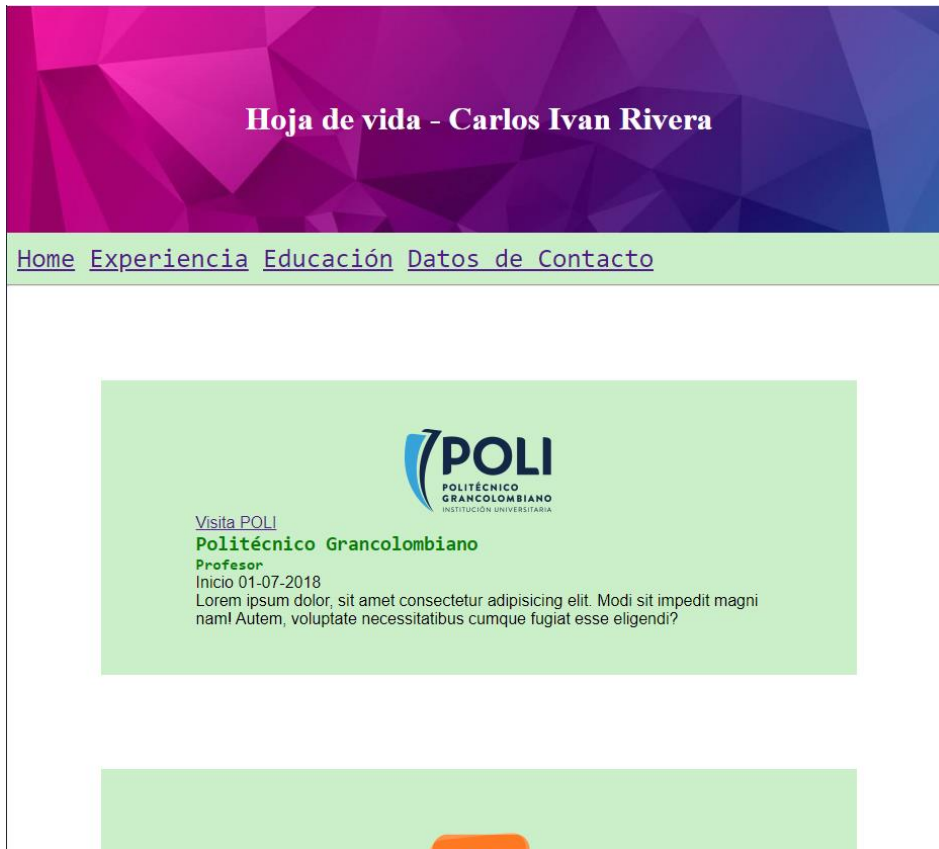 Hoja de vida - Carlos Ivan Rivera
Home Experiencia Educación Datos de Contacto
POLI
POLITÉCNICO
GRANCOLOMBIANO
INSTITUCIÓN UNIVERSITARIA
Visita POLI
Politécnico Grancolombiano
Profesor
Inicio 01-07-2018
Lorem ipsum dolor, sit amet consectetur adipisicing elit. Modi sit impedit magni
nam! Autem, voluptate necessitatibus cumque fugiat esse eligendi?